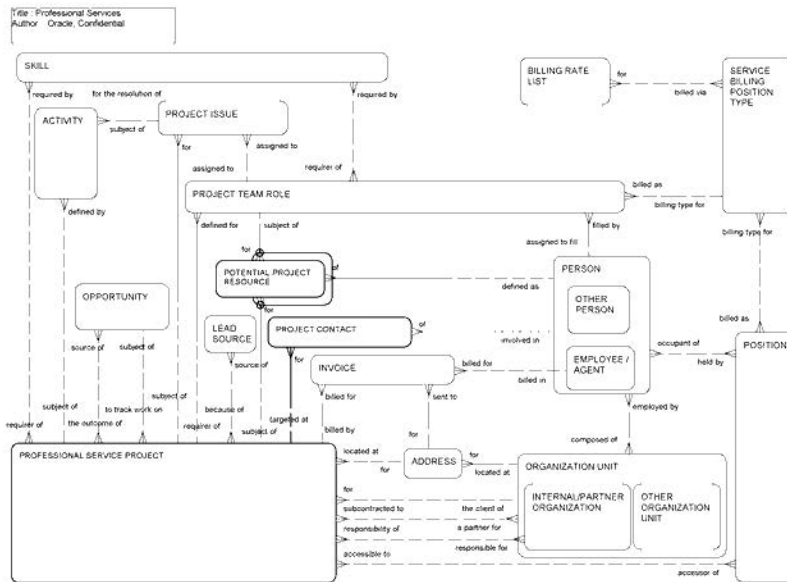 Title : Professional Services
Author Oracle, Confidential
SKILL
BILLING RATE
LIST
for
billed via
SERVICE
BILLING
POSITION
TYPE
required by
for the resolution of
required by
ACTIVITY
subject of
PROJECT ISSUE
for
assigned to
assigned to
requirer of
PROJECT TEAM ROLE
billed as
billing type for
defined by
defined for
subject of
filled by
billing type for
assigned to fill
for
POTENTIAL PROJECT
RESOURCE
of
defined as
PERSON
OTHER
PERSON
for
OPPORTUNITY
LEAD
SOURCE
PROJECT CONTACT
of
involved in
billed as
POSITION
source of
subject of
source of
for
INVOICE
billed for
billed in
EMPLOYEE /
AGENT
occupant of
held by
subject of
subject of
to track work on
because of
targeted at
billed for
sent to
employed by
requirer of
the outcome of
requirer of
subject of
billed by
for
composed of
PROFESSIONAL SERVICE PROJECT
located at
for
ADDRESS
for
located at
ORGANIZATION UNIT
for
subcontracted to
the client of
INTERNAL/PARTNER
ORGANIZATION
OTHER
ORGANIZATION
UNIT
responsibility of
a partner for
responsible for
accessible to
accessor of